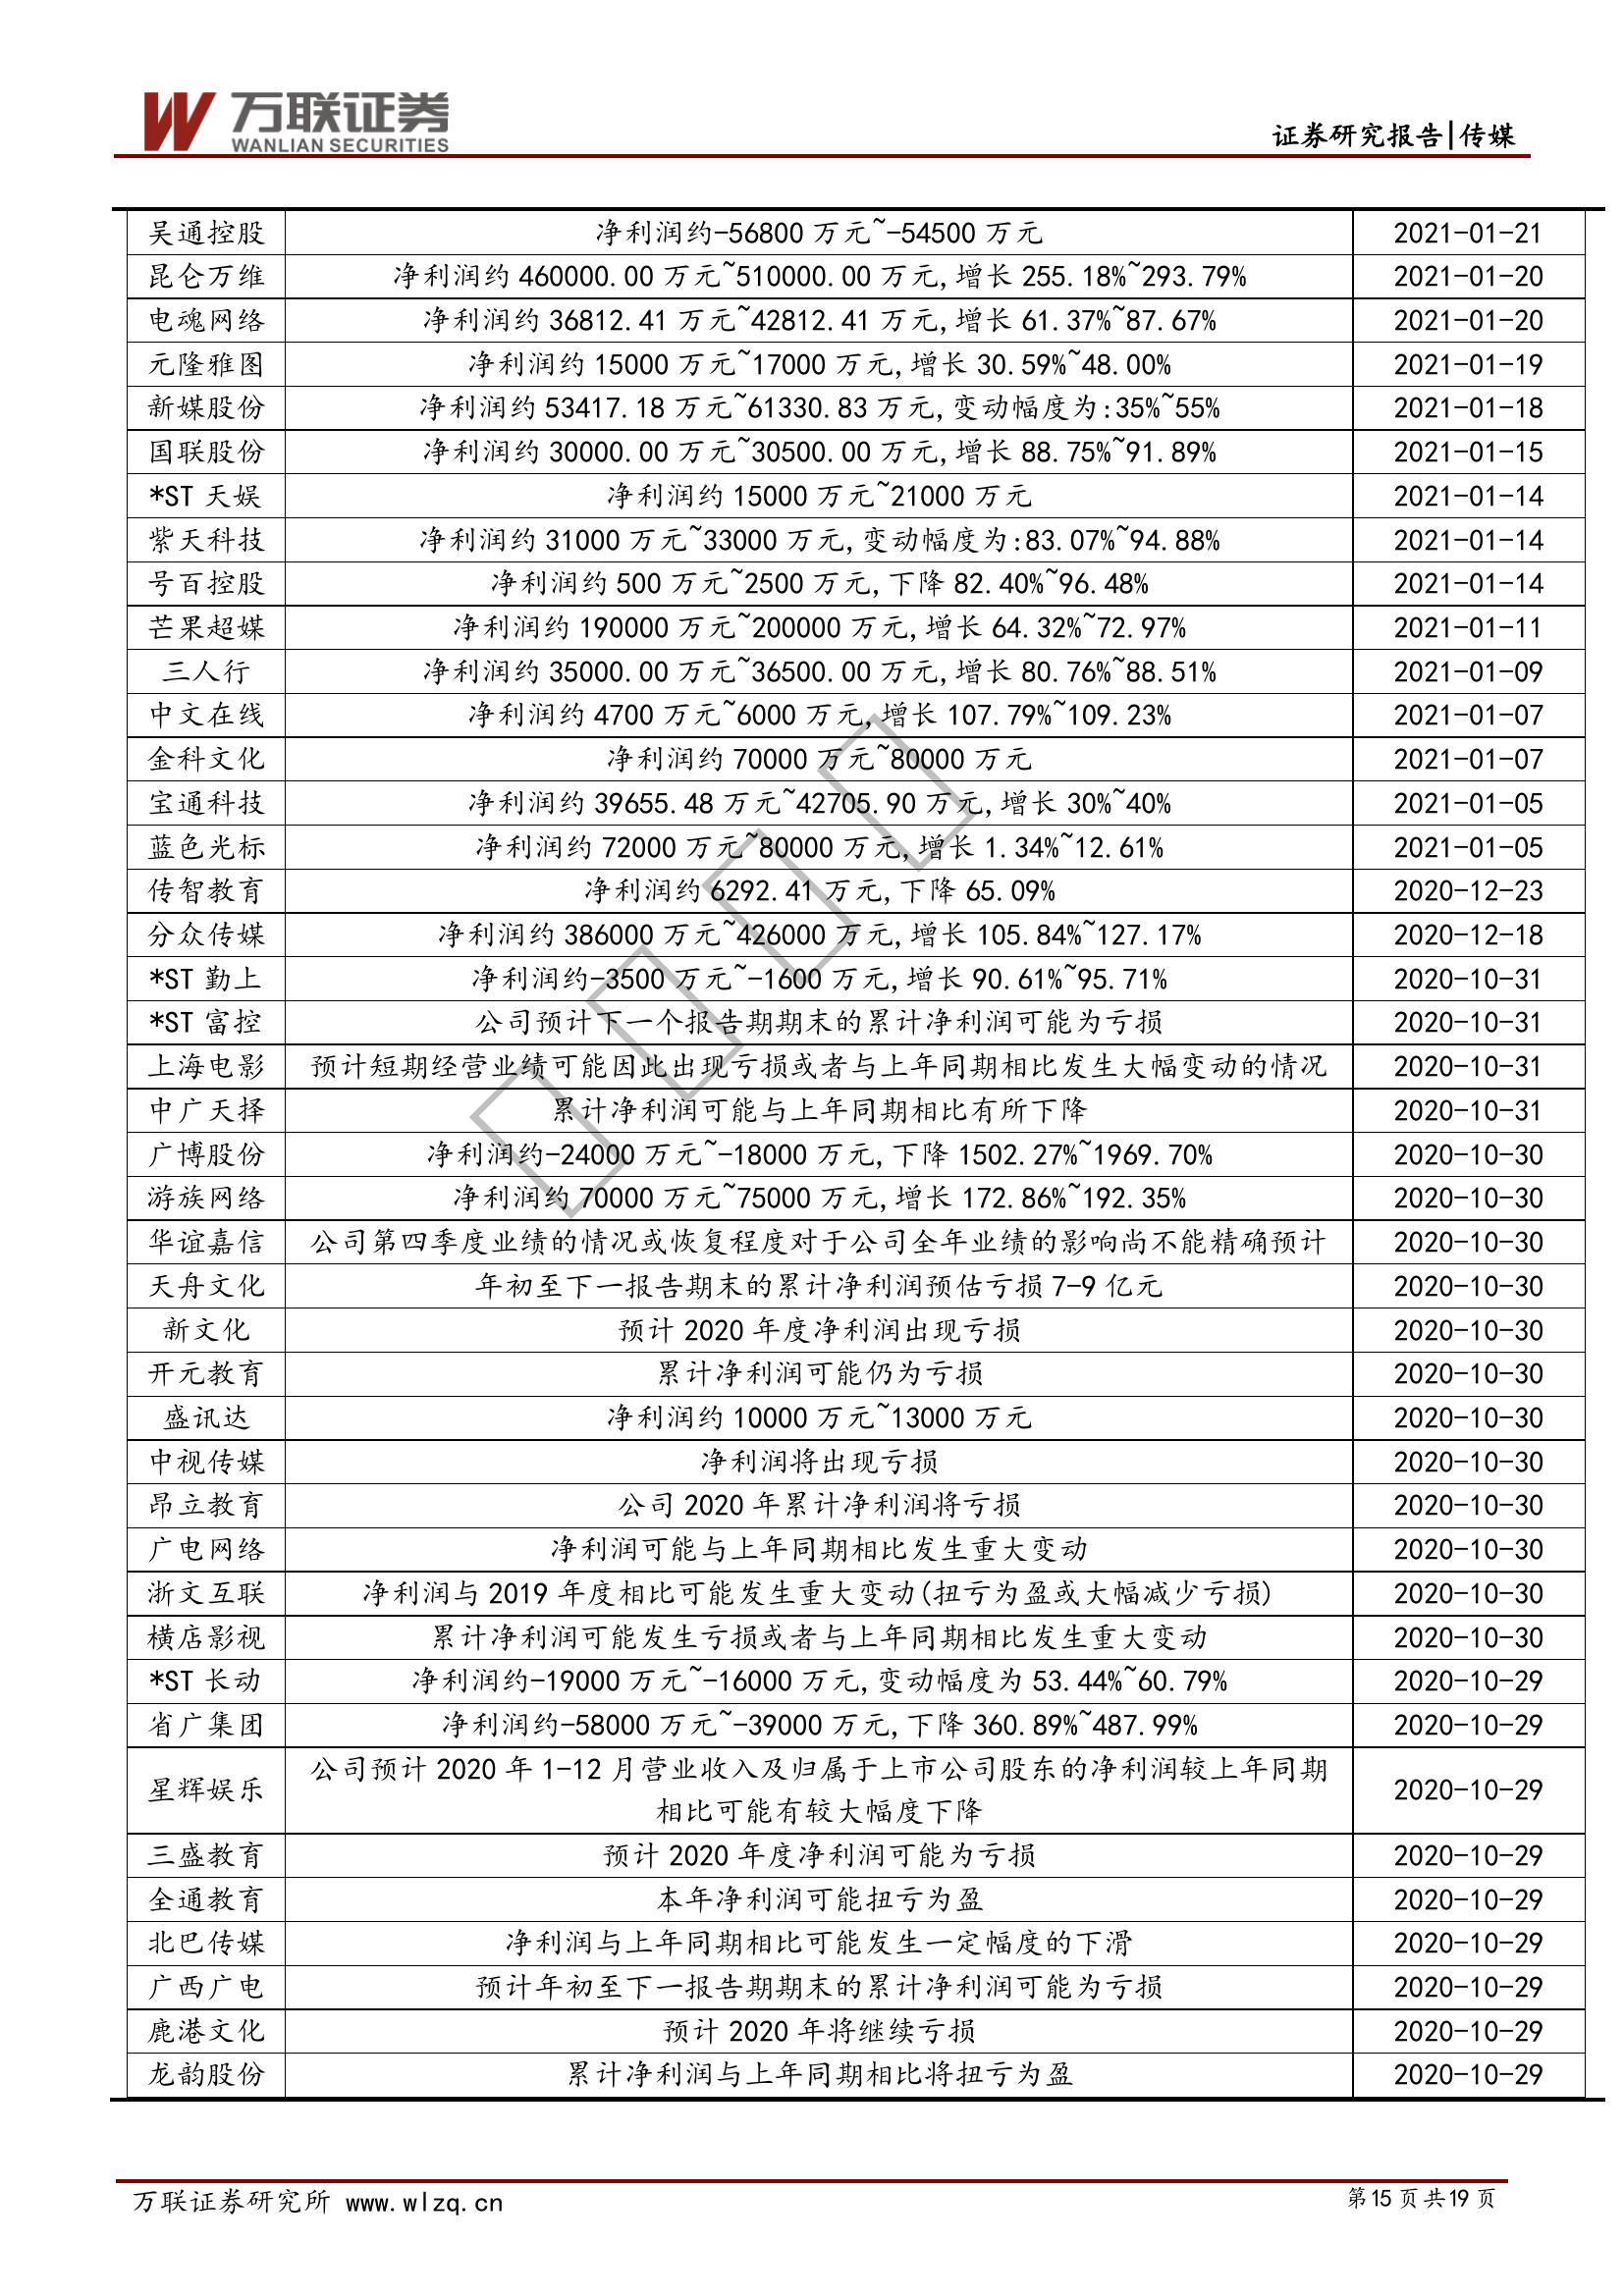 万联证券
WANLIAN SECURITIES
证券研究报告|传媒
吴通控股 净利润约-56800 万元~-54500 万元 2021-01-21
昆仑万维 净利润约 460000.00 万元~510000.00 万元,增长 255.18%~293.79% 2021-01-20
电魂网络 净利润约 36812.41 万元~42812.41 万元,增长 61.37%~87.67% 2021-01-20
元隆雅图 净利润约 15000 万元~17000 万元,增长 30.59%~48.00% 2021-01-19
新媒股份 净利润约 53417.18 万元~61330.83 万元,变动幅度为:35%~55% 2021-01-18
国联股份 净利润约 30000.00 万元~30500.00 万元,增长 88.75%~91.89% 2021-01-15
*ST 天娱 净利润约 15000 万元~21000 万元 2021-01-14
紫天科技 净利润约 31000 万元~33000 万元,变动幅度为:83.07%~94.88% 2021-01-14
号百控股 净利润约 500 万元~2500 万元,下降 82.40%~96.48% 2021-01-14
芒果超媒 净利润约 190000 万元~200000 万元,增长 64.32%~72.97% 2021-01-11
三人行 净利润约 35000.00 万元~36500.00 万元,增长 80.76%~88.51% 2021-01-09
中文在线 净利润约 4700 万元~6000 万元,增长 107.79%~109.23% 2021-01-07
金科文化 净利润约 70000 万元~80000 万元 2021-01-07
宝通科技 净利润约 39655.48 万元~42705.90 万元,增长 30%~40% 2021-01-05
蓝色光标 净利润约 72000 万元~80000 万元,增长 1.34%~12.61% 2021-01-05
传智教育 净利润约 6292.41 万元,下降 65.09% 2020-12-23
分众传媒 净利润约 386000 万元~426000 万元,增长 105.84%~127.17% 2020-12-18
*ST 勤上 净利润约-3500 万元~-1600 万元,增长 90.61%~95.71% 2020-10-31
*ST 富控 公司预计下一个报告期期末的累计净利润可能为亏损 2020-10-31
上海电影 预计短期经营业绩可能因此出现亏损或者与上年同期相比发生大幅变动的情况 2020-10-31
中广天择 累计净利润可能与上年同期相比有所下降 2020-10-31
广博股份 净利润约-24000 万元~-18000 万元,下降 1502.27%~1969.70% 2020-10-30
游族网络 净利润约 70000 万元~75000 万元,增长 172.86%~192.35% 2020-10-30
华谊嘉信 公司第四季度业绩的情况或恢复程度对于公司全年业绩的影响尚不能精确预计 2020-10-30
天舟文化 年初至下一报告期末的累计净利润预估亏损 7-9 亿元 2020-10-30
新文化 预计 2020 年度净利润出现亏损 2020-10-30
开元教育 累计净利润可能仍为亏损 2020-10-30
盛讯达 净利润约 10000 万元~13000 万元 2020-10-30
中视传媒 净利润将出现亏损 2020-10-30
昂立教育 公司 2020 年累计净利润将亏损 2020-10-30
广电网络 净利润可能与上年同期相比发生重大变动 2020-10-30
浙文互联 净利润与 2019 年度相比可能发生重大变动(扭亏为盈或大幅减少亏损) 2020-10-30
横店影视 累计净利润可能发生亏损或者与上年同期相比发生重大变动 2020-10-30
*ST 长动 净利润约-19000 万元~-16000 万元,变动幅度为 53.44%~60.79% 2020-10-29
省广集团 净利润约-58000 万元~-39000 万元,下降 360.89%~487.99% 2020-10-29
星辉娱乐 公司预计 2020 年 1-12 月营业收入及归属于上市公司股东的净利润较上年同期
相比可能有较大幅度下降 2020-10-29
三盛教育 预计 2020 年度净利润可能为亏损 2020-10-29
全通教育 本年净利润可能扭亏为盈 2020-10-29
北巴传媒 净利润与上年同期相比可能发生一定幅度的下滑 2020-10-29
广西广电 预计年初至下一报告期期末的累计净利润可能为亏损 2020-10-29
鹿港文化 预计 2020 年将继续亏损 2020-10-29
龙韵股份 累计净利润与上年同期相比将扭亏为盈 2020-10-29
万联证券研究所 www.wlzq.cn 第15页共19页